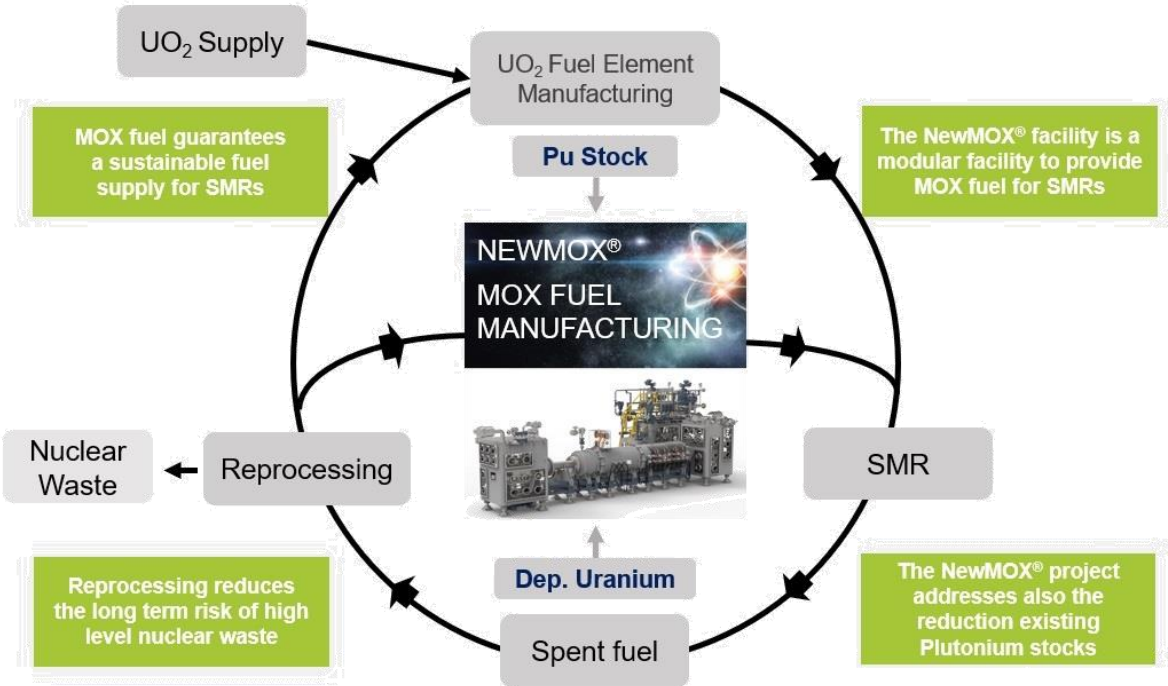 UO₂ Supply
UO₂ Fuel Element
Manufacturing
MOX fuel guarantees
a sustainable fuel
supply for SMRs
Pu Stock
The NewMOX® facility is a
modular facility to provide
MOX fuel for SMRs
NEWMOX®
MOX FUEL
MANUFACTURING
Nuclear
Waste
Reprocessing
SMR
Reprocessing reduces
the long term risk of high
level nuclear waste
Dep. Uranium
Spent fuel
The NewMOX® project
addresses also the
reduction existing
Plutonium stocks